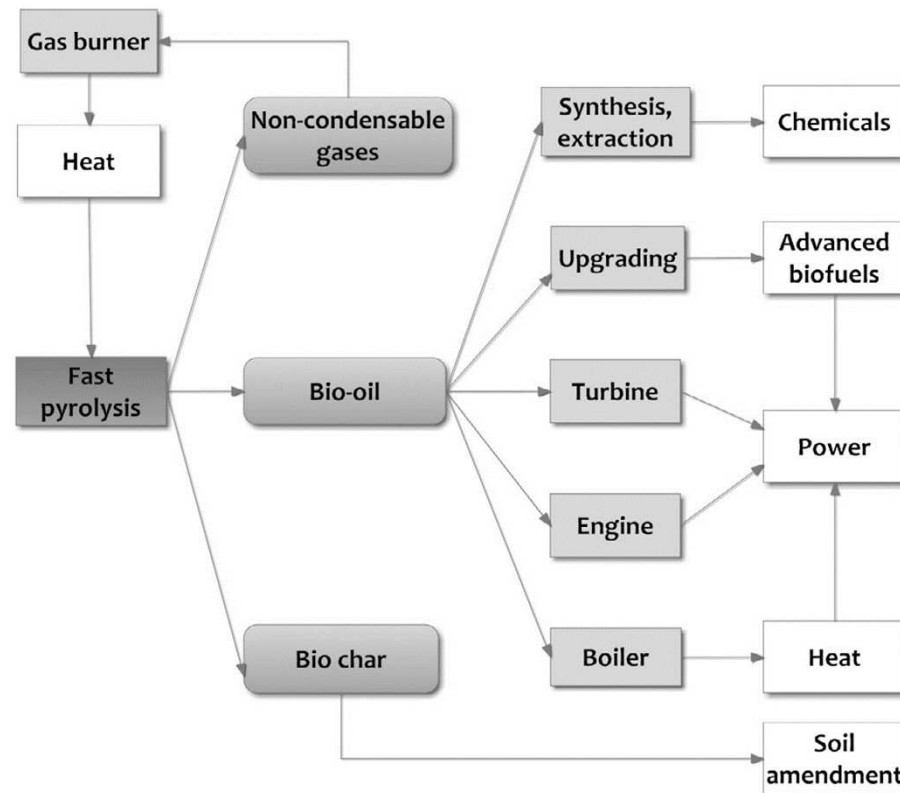 Gas burner
Heat
Fast
pyrolysis
Non-condensable
gases
Bio-oil
Bio char
Synthesis,
extraction
Upgrading
Turbine
Engine
Boiler
Chemicals
Advanced
biofuels
Power
Heat
Soil
amendment